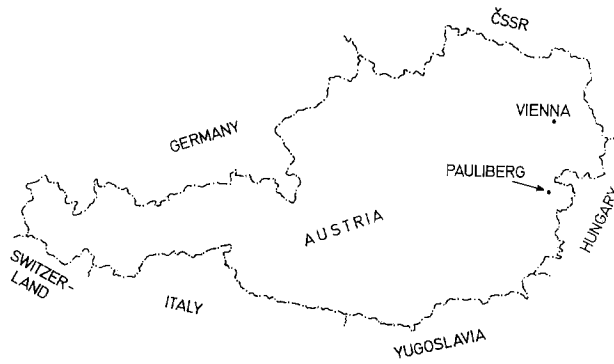 ČSSR
VIENNA
GERMANY
PAULIBERG
AUSTRIA
HUNGARY
SWITZER-
LAND
ITALY
YUGOSLAVIA